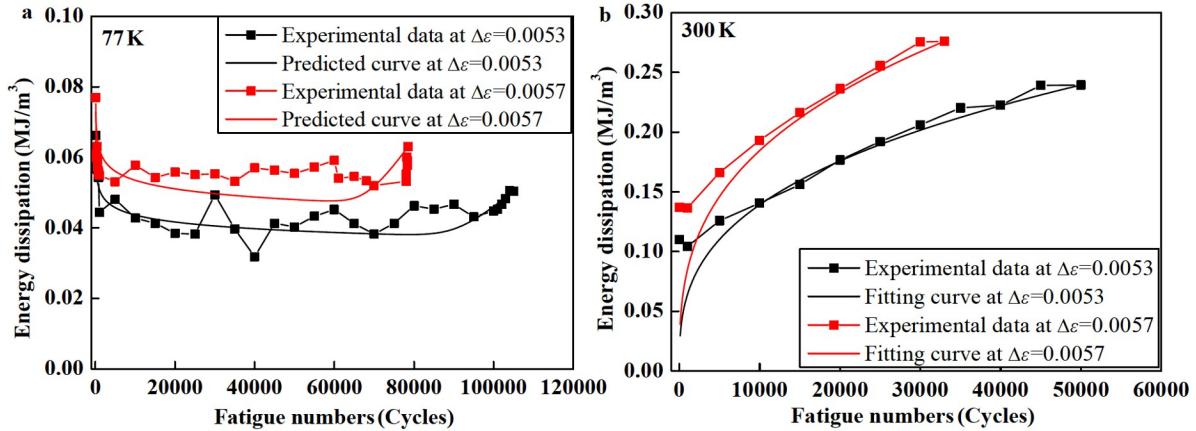 a
77 K
Experimental data at Δε=0.0053
Predicted curve at Δε=0.0053
Experimental data at Δε=0.0057
Predicted curve at Δε=0.0057
0.10
0.08
0.06
0.04
0.02
0.00
Energy dissipation (MJ/m³)
0 20000 40000 60000 80000 100000 120000
Fatigue numbers (Cycles)
b
300 K
0.30
0.25
0.20
0.15
0.10
0.05
0.00
Energy dissipation (MJ/m³)
Experimental data at Δε=0.0053
Fitting curve at Δε=0.0053
Experimental data at Δε=0.0057
Fitting curve at Δε=0.0057
0 10000 20000 30000 40000 50000 60000
Fatigue numbers (Cycles)